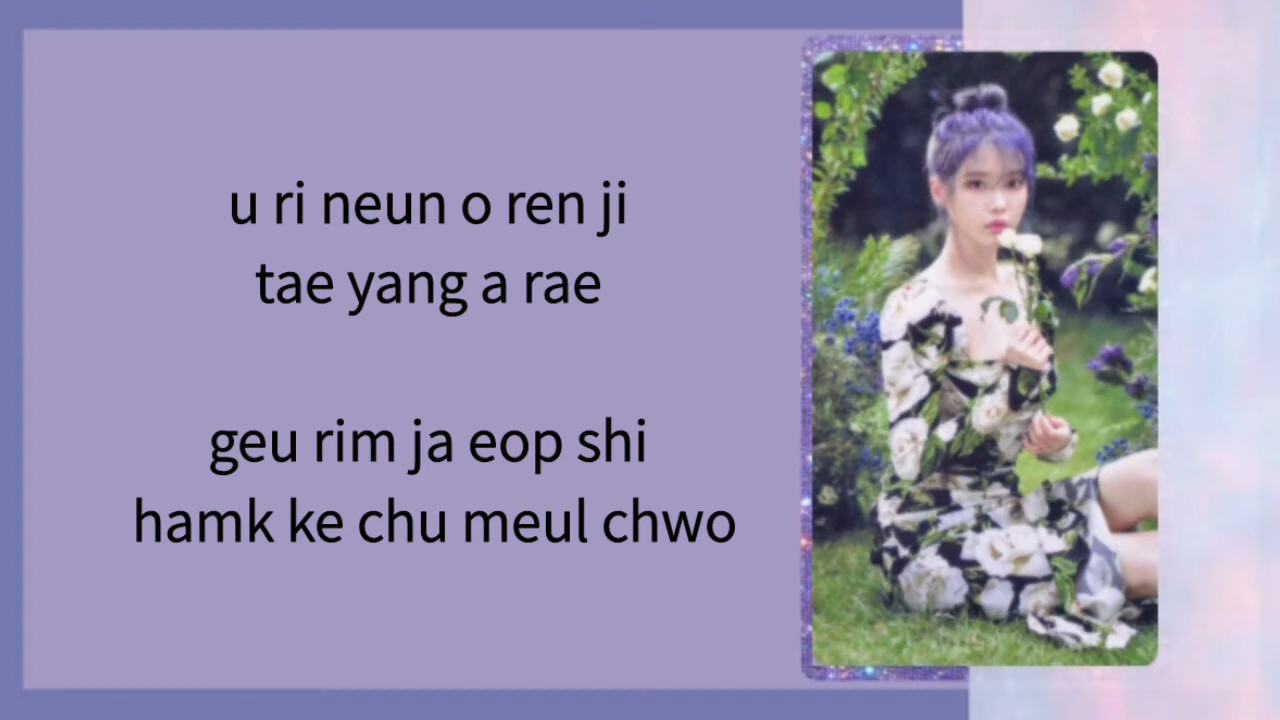 u ri neun o ren ji
tae yang a rae
geu rim ja eop shi
hamk ke chu meul chwo